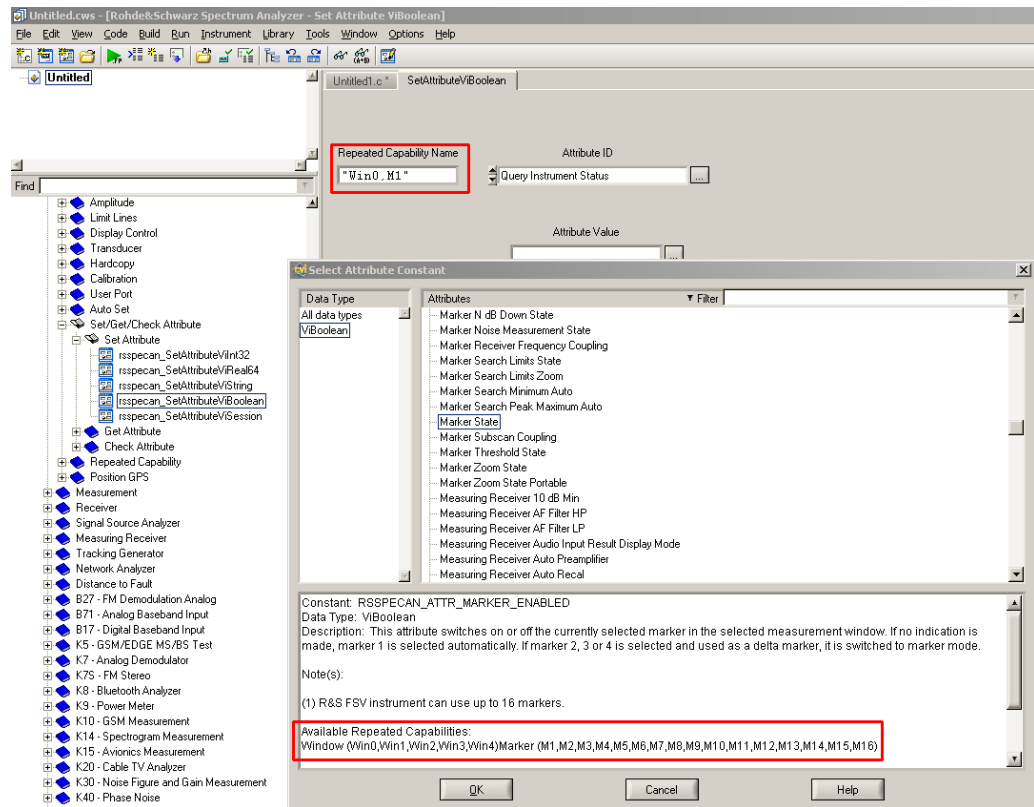 Untitled.cws - [Rohde&Schwarz Spectrum Analyzer - Set Attribute ViBoolean]
File Edit View Code Build Run Instrument Library Tools Window Options Help
Untitled
Untitled1.c * SetAttributeViBoolean
Repeated Capability Name Attribute ID
"Win0,M1" Query Instrument Status ...
Attribute Value
...
Find
Amplitude
Limit Lines
Display Control
Transducer
Hardcopy
Calibration
User Port
Auto Set
Set/Get/Check Attribute
Set Attribute
rsspecan_SetAttributeViInt32
rsspecan_SetAttributeViReal64
rsspecan_SetAttributeViString
rsspecan_SetAttributeViBoolean
rsspecan_SetAttributeViSession
Get Attribute
Check Attribute
Repeated Capability
Position GPS
Measurement
Receiver
Signal Source Analyzer
Measuring Receiver
Tracking Generator
Network Analyzer
Distance to Fault
B27 - FM Demodulation Analog
B71 - Analog Baseband Input
B17 - Digital Baseband Input
K5 - GSM/EDGE MS/BS Test
K7 - Analog Demodulator
K7S - FM Stereo
K8 - Bluetooth Analyzer
K9 - Power Meter
K10 - GSM Measurement
K14 - Spectrogram Measurement
K15 - Avionics Measurement
K20 - Cable TV Analyzer
K30 - Noise Figure and Gain Measurement
K40 - Phase Noise
Select Attribute Constant
Data Type Attributes Filter
All data types
ViBoolean
Marker N dB Down State
Marker Noise Measurement State
Marker Receiver Frequency Coupling
Marker Search Limits State
Marker Search Limits Zoom
Marker Search Minimum Auto
Marker Search Peak Maximum Auto
Marker State
Marker Subscan Coupling
Marker Threshold State
Marker Zoom State
Marker Zoom State Portable
Measuring Receiver 10 dB Min
Measuring Receiver AF Filter HP
Measuring Receiver AF Filter LP
Measuring Receiver Audio Input Result Display Mode
Measuring Receiver Auto Preamplifier
Measuring Receiver Auto Recal
Constant: RSSPECAN_ATTR_MARKER_ENABLED
Data Type: ViBoolean
Description: This attribute switches on or off the currently selected marker in the selected measurement window. If no indication is
made, marker 1 is selected automatically. If marker 2, 3 or 4 is selected and used as a delta marker, it is switched to marker mode.
Note(s):
(1) R&S FSV instrument can use up to 16 markers.
Available Repeated Capabilities:
Window (Win0,Win1,Win2,Win3,Win4)Marker (M1,M2,M3,M4,M5,M6,M7,M8,M9,M10,M11,M12,M13,M14,M15,M16)
OK Cancel Help